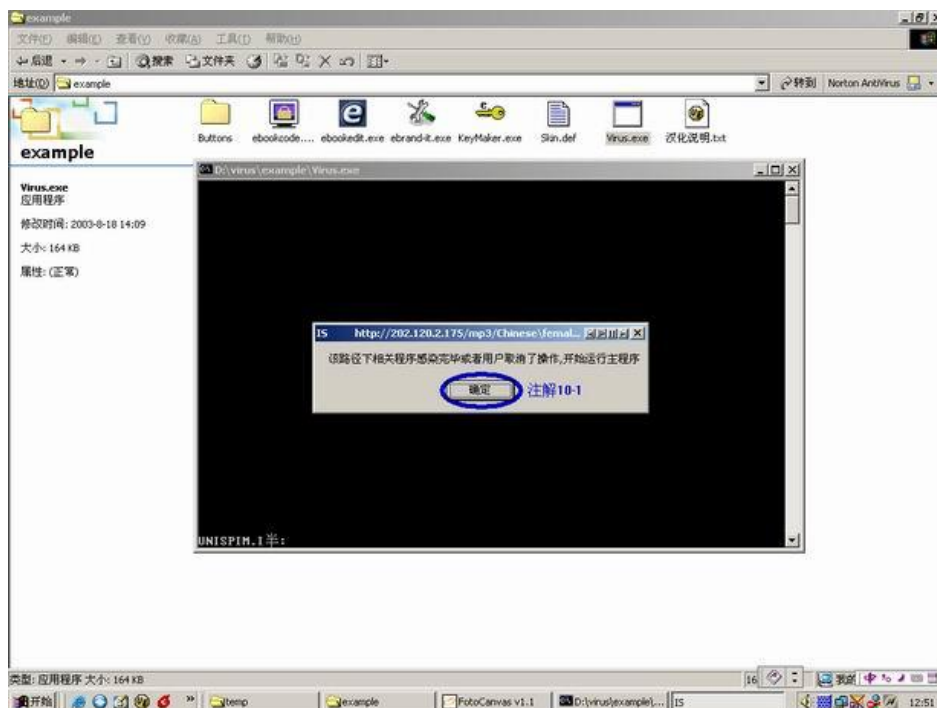 example
文件(F) 编辑(E) 查看(V) 收藏(A) 工具(T) 帮助(H)
后退 搜索 文件夹
地址(D) example 转到 Norton AntiVirus
Buttons ebookcode.... ebookedit.exe ebrand-it.exe KeyMaker.exe Skin.def Virus.exe 汉化说明.txt
example
Virus.exe
应用程序
修改时间: 2003-8-18 14:09
大小: 164 KB
属性: (正常)
D:\virus\example\Virus.exe
IS http://202.120.2.175/mp3/Chinese\femal...
该路径下相关程序感染完毕或者用户取消了操作,开始运行主程序
确定 注解10-1
UNISPIM.I半:
类型: 应用程序 大小: 164 KB 16 我的 中
开始 temp example FotoCanvas v1.1 D:\virus\example\... IS 12:51